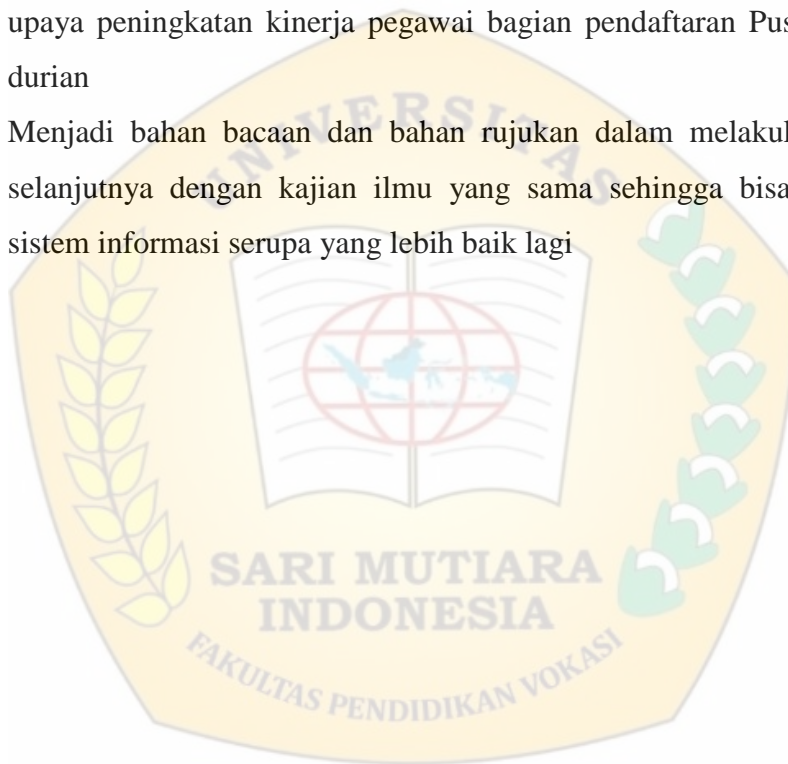 upaya peningkatan kinerja pegawai bagian pendaftaran Pus
durian
Menjadi bahan bacaan dan bahan rujukan dalam melakul
selanjutnya dengan kajian ilmu yang sama sehingga bisa
sistem informasi serupa yang lebih baik lagi
UNIVERSITAS
SARI MUTIARA
INDONESIA
FAKULTAS PENDIDIKAN VOKASI